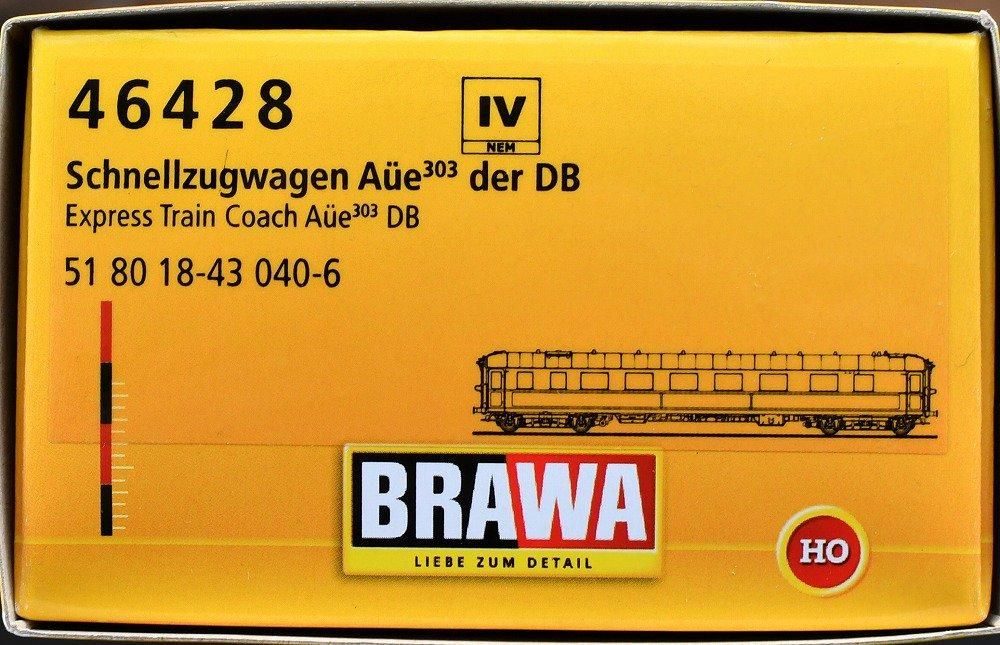 46428
IV
NEM
Schnellzugwagen Aüe³⁰³ der DB
Express Train Coach Aüe³⁰³ DB
51 80 18-43 040-6
BRAWA
LIEBE ZUM DETAIL
HO